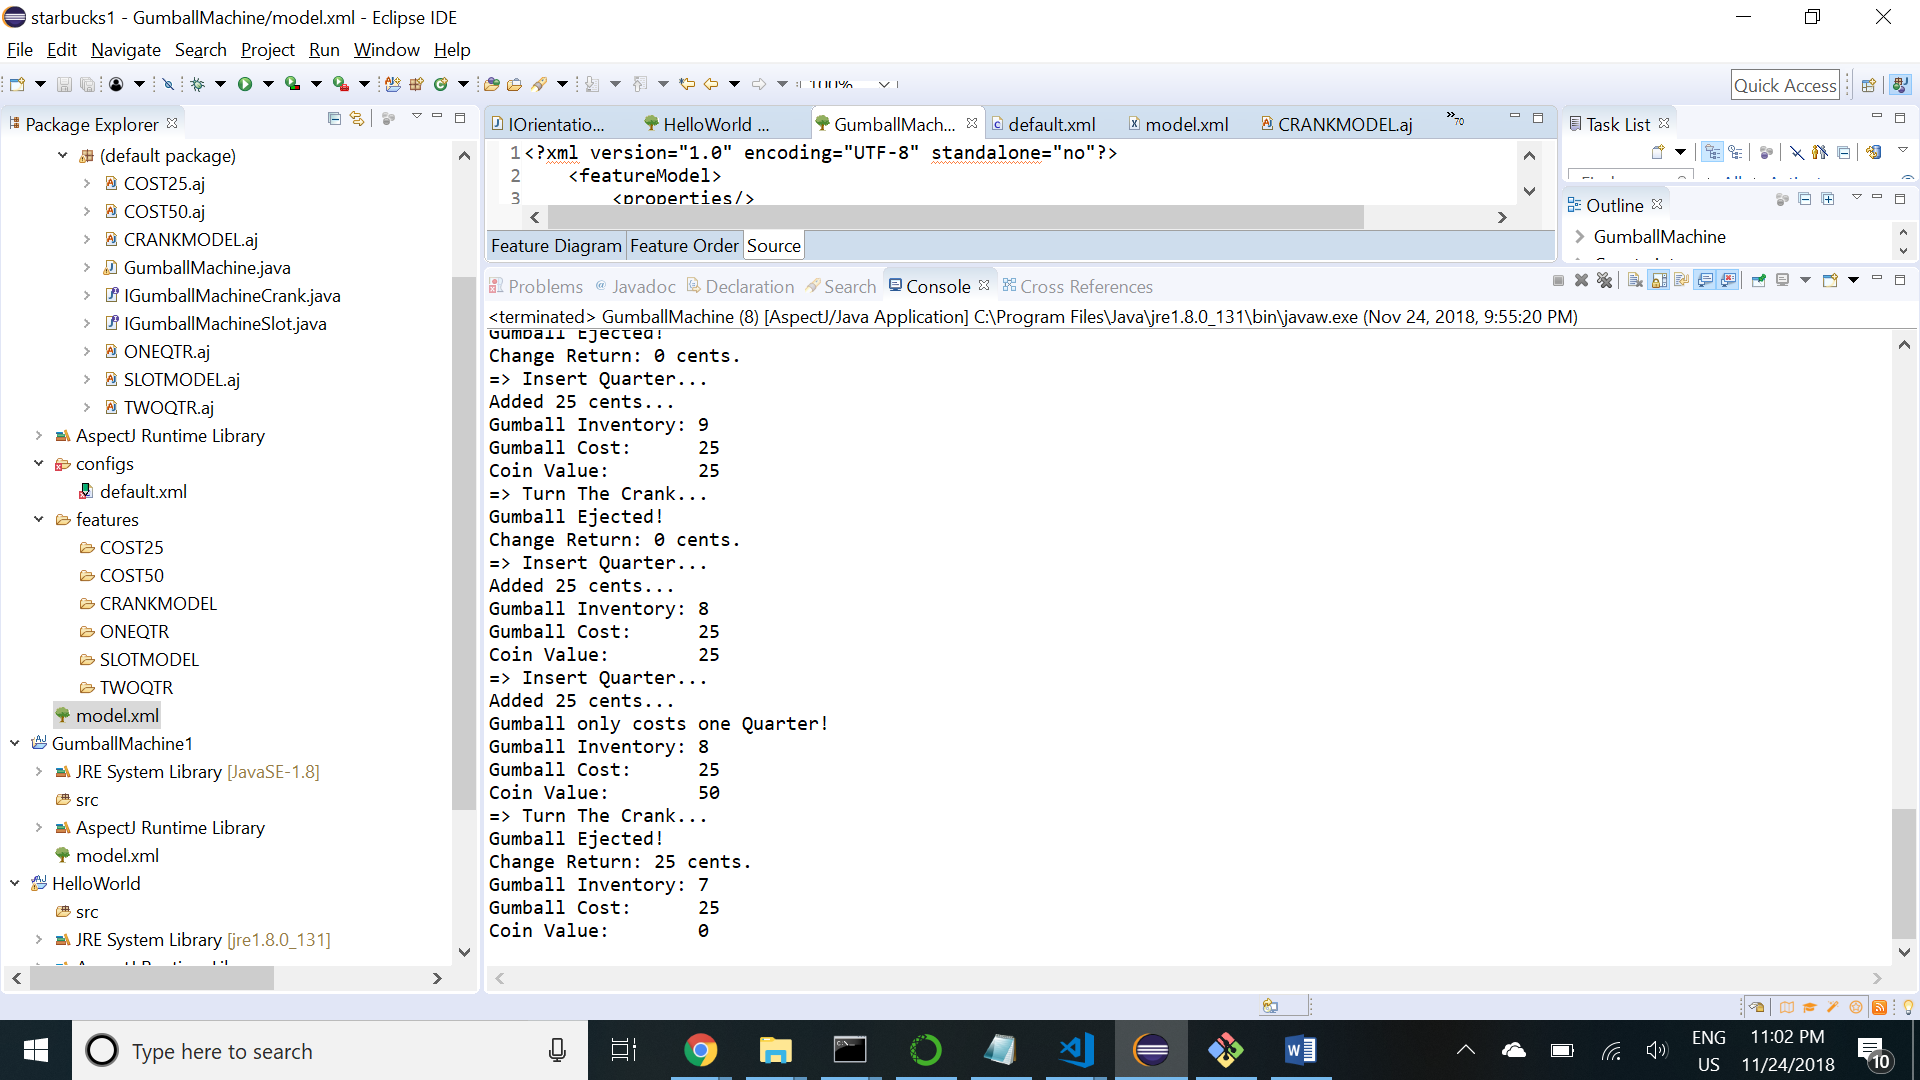 starbucks1 - GumballMachine/model.xml - Eclipse IDE
File Edit Navigate Search Project Run Window Help
100%
Quick Access
Package Explorer
(default package)
COST25.aj
COST50.aj
CRANKMODEL.aj
GumballMachine.java
IGumballMachineCrank.java
IGumballMachineSlot.java
ONEQTR.aj
SLOTMODEL.aj
TWOQTR.aj
AspectJ Runtime Library
configs
default.xml
features
COST25
COST50
CRANKMODEL
ONEQTR
SLOTMODEL
TWOQTR
model.xml
GumballMachine1
JRE System Library [JavaSE-1.8]
src
AspectJ Runtime Library
model.xml
HelloWorld
src
JRE System Library [jre1.8.0_131]
IOrientatio... HelloWorld ... GumballMach... default.xml model.xml CRANKMODEL.aj »70
1 <?xml version="1.0" encoding="UTF-8" standalone="no"?>
2 <featureModel>
3 <properties/>
Feature Diagram Feature Order Source
Task List
Outline
GumballMachine
Problems @ Javadoc Declaration Search Console Cross References
<terminated> GumballMachine (8) [AspectJ/Java Application] C:\Program Files\Java\jre1.8.0_131\bin\javaw.exe (Nov 24, 2018, 9:55:20 PM)
Gumball Ejected!
Change Return: 0 cents.
=> Insert Quarter...
Added 25 cents...
Gumball Inventory: 9
Gumball Cost: 25
Coin Value: 25
=> Turn The Crank...
Gumball Ejected!
Change Return: 0 cents.
=> Insert Quarter...
Added 25 cents...
Gumball Inventory: 8
Gumball Cost: 25
Coin Value: 25
=> Insert Quarter...
Added 25 cents...
Gumball only costs one Quarter!
Gumball Inventory: 8
Gumball Cost: 25
Coin Value: 50
=> Turn The Crank...
Gumball Ejected!
Change Return: 25 cents.
Gumball Inventory: 7
Gumball Cost: 25
Coin Value: 0
Type here to search
ENG
US
11:02 PM
11/24/2018
10